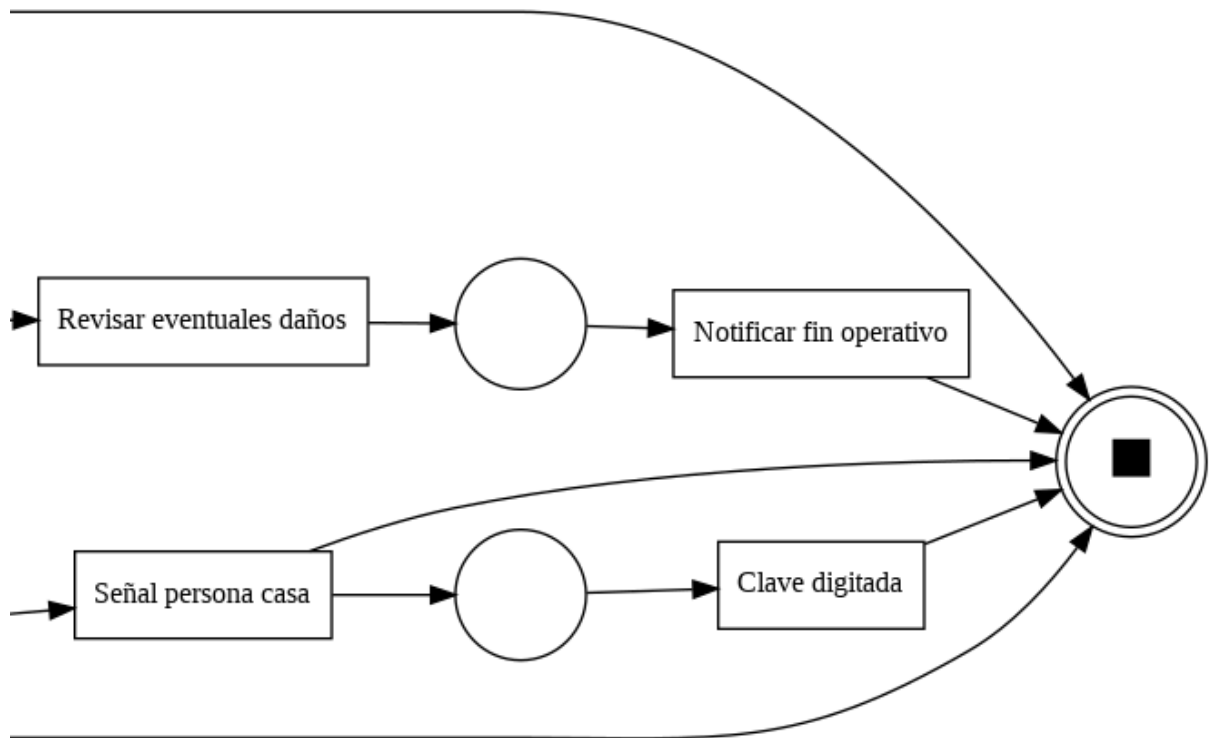 Revisar eventuales daños
Notificar fin operativo
Señal persona casa
Clave digitada